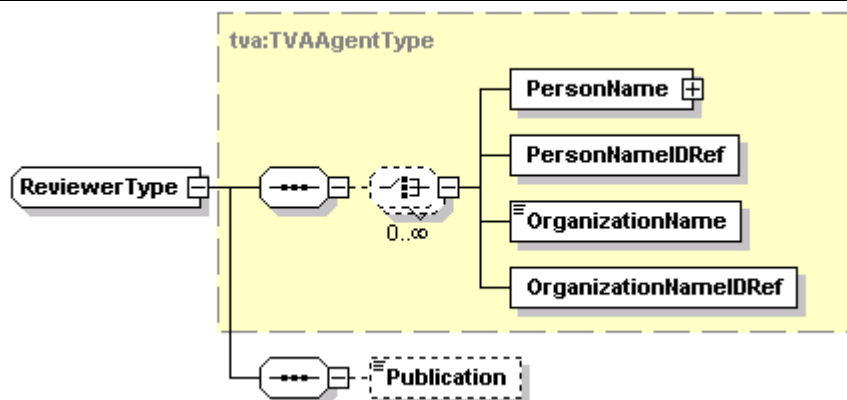 tva:TVAAgentType
PersonName
PersonNameIDRef
ReviewerType
0..∞
OrganizationName
OrganizationNameIDRef
Publication